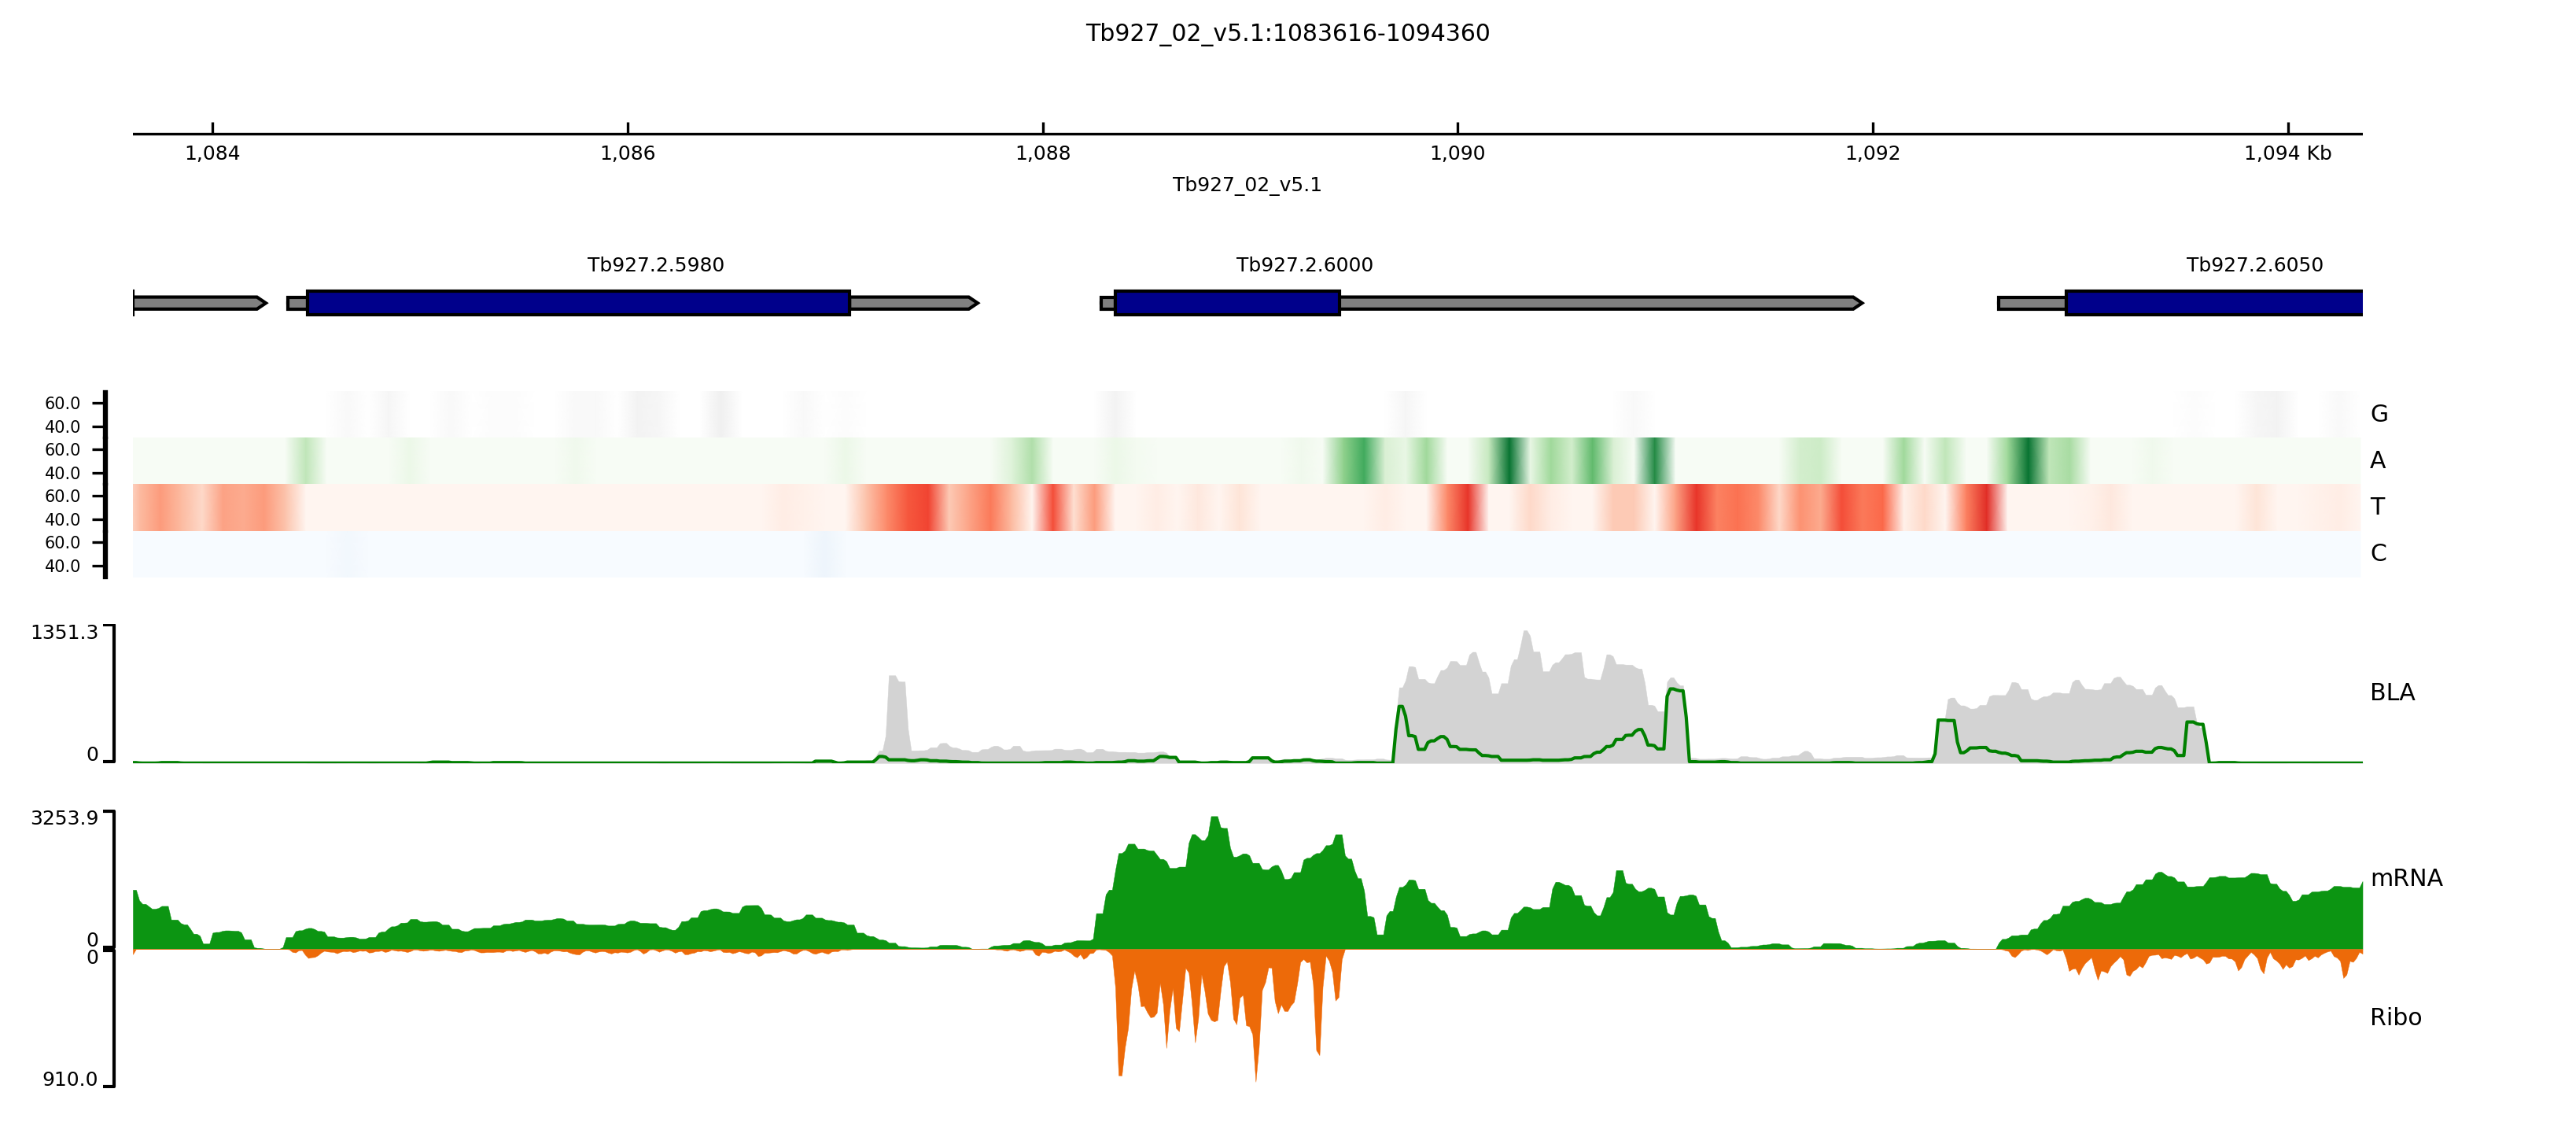 Tb927_02_v5.1:1083616-1094360
1,084 1,086 1,088 1,090 1,092 1,094 Kb
Tb927_02_v5.1
Tb927.2.5980 Tb927.2.6000 Tb927.2.6050
60.0
40.0
G
60.0
40.0
A
60.0
40.0
T
60.0
40.0
C
1351.3
BLA
0
3253.9
mRNA
0
0
Ribo
910.0